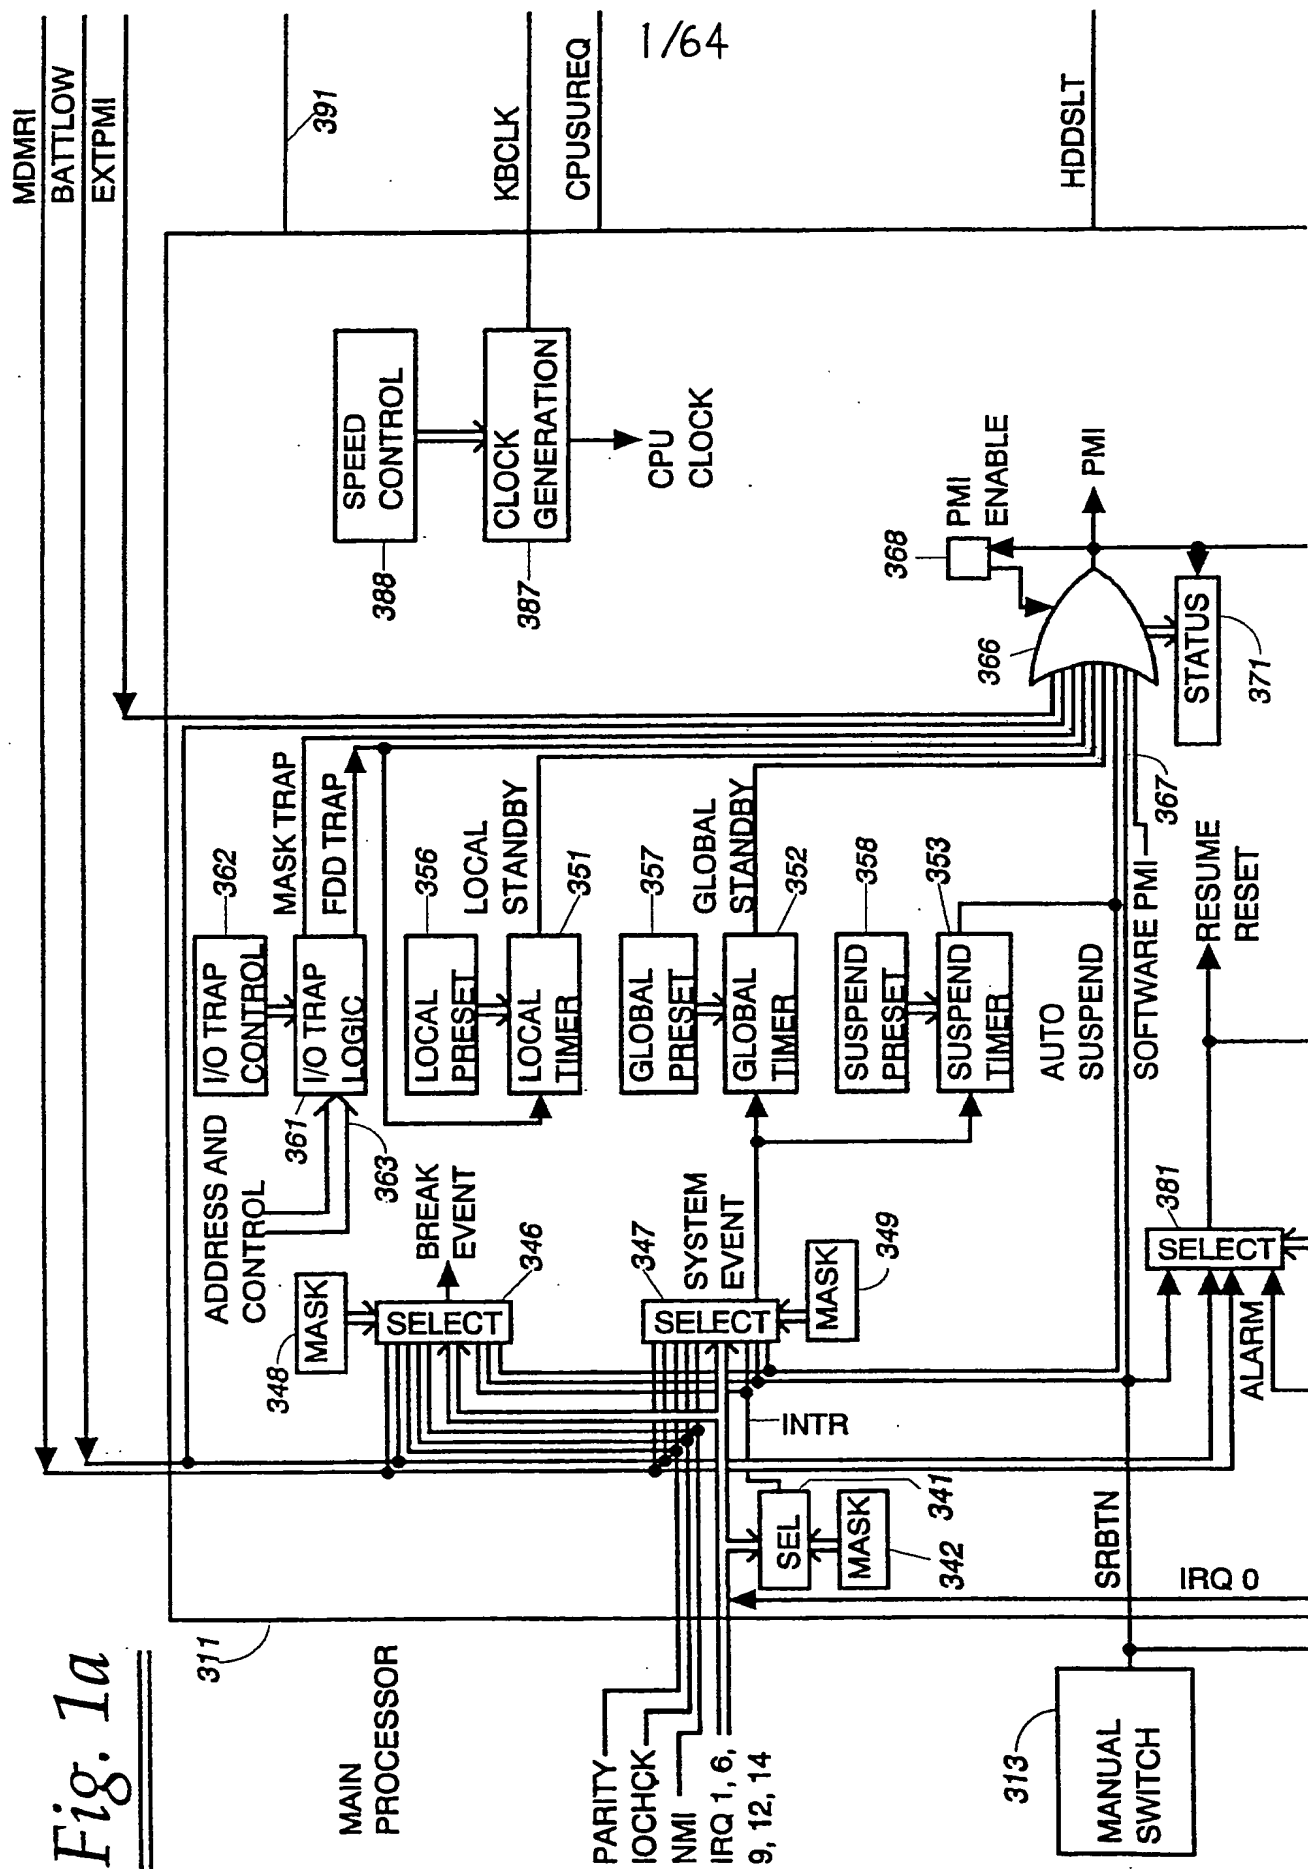 1/64
Fig. 1a
MAIN
PROCESSOR
311
MDMRI
BATTLOW
EXTPMI
391
KBCLK
CPUSUREQ
HDDSLT
SPEED
CONTROL
388
CLOCK
GENERATION
387
CPU
CLOCK
I/O TRAP
CONTROL
362
I/O TRAP
LOGIC
361
ADDRESS AND
CONTROL
363
MASK TRAP
FDD TRAP
LOCAL
PRESET
356
LOCAL
TIMER
351
LOCAL
STANDBY
GLOBAL
PRESET
357
GLOBAL
TIMER
352
GLOBAL
STANDBY
SUSPEND
PRESET
358
SUSPEND
TIMER
353
AUTO
SUSPEND
SOFTWARE PMI
367
366
368
PMI
ENABLE
PMI
STATUS
371
MASK
348
SELECT
346
BREAK
EVENT
SELECT
347
SYSTEM
EVENT
MASK
349
INTR
SEL
341
MASK
342
PARITY
IOCHCK
NMI
IRQ 1, 6,
9, 12, 14
MANUAL
SWITCH
313
SRBTN
IRQ 0
ALARM
SELECT
381
RESUME
RESET